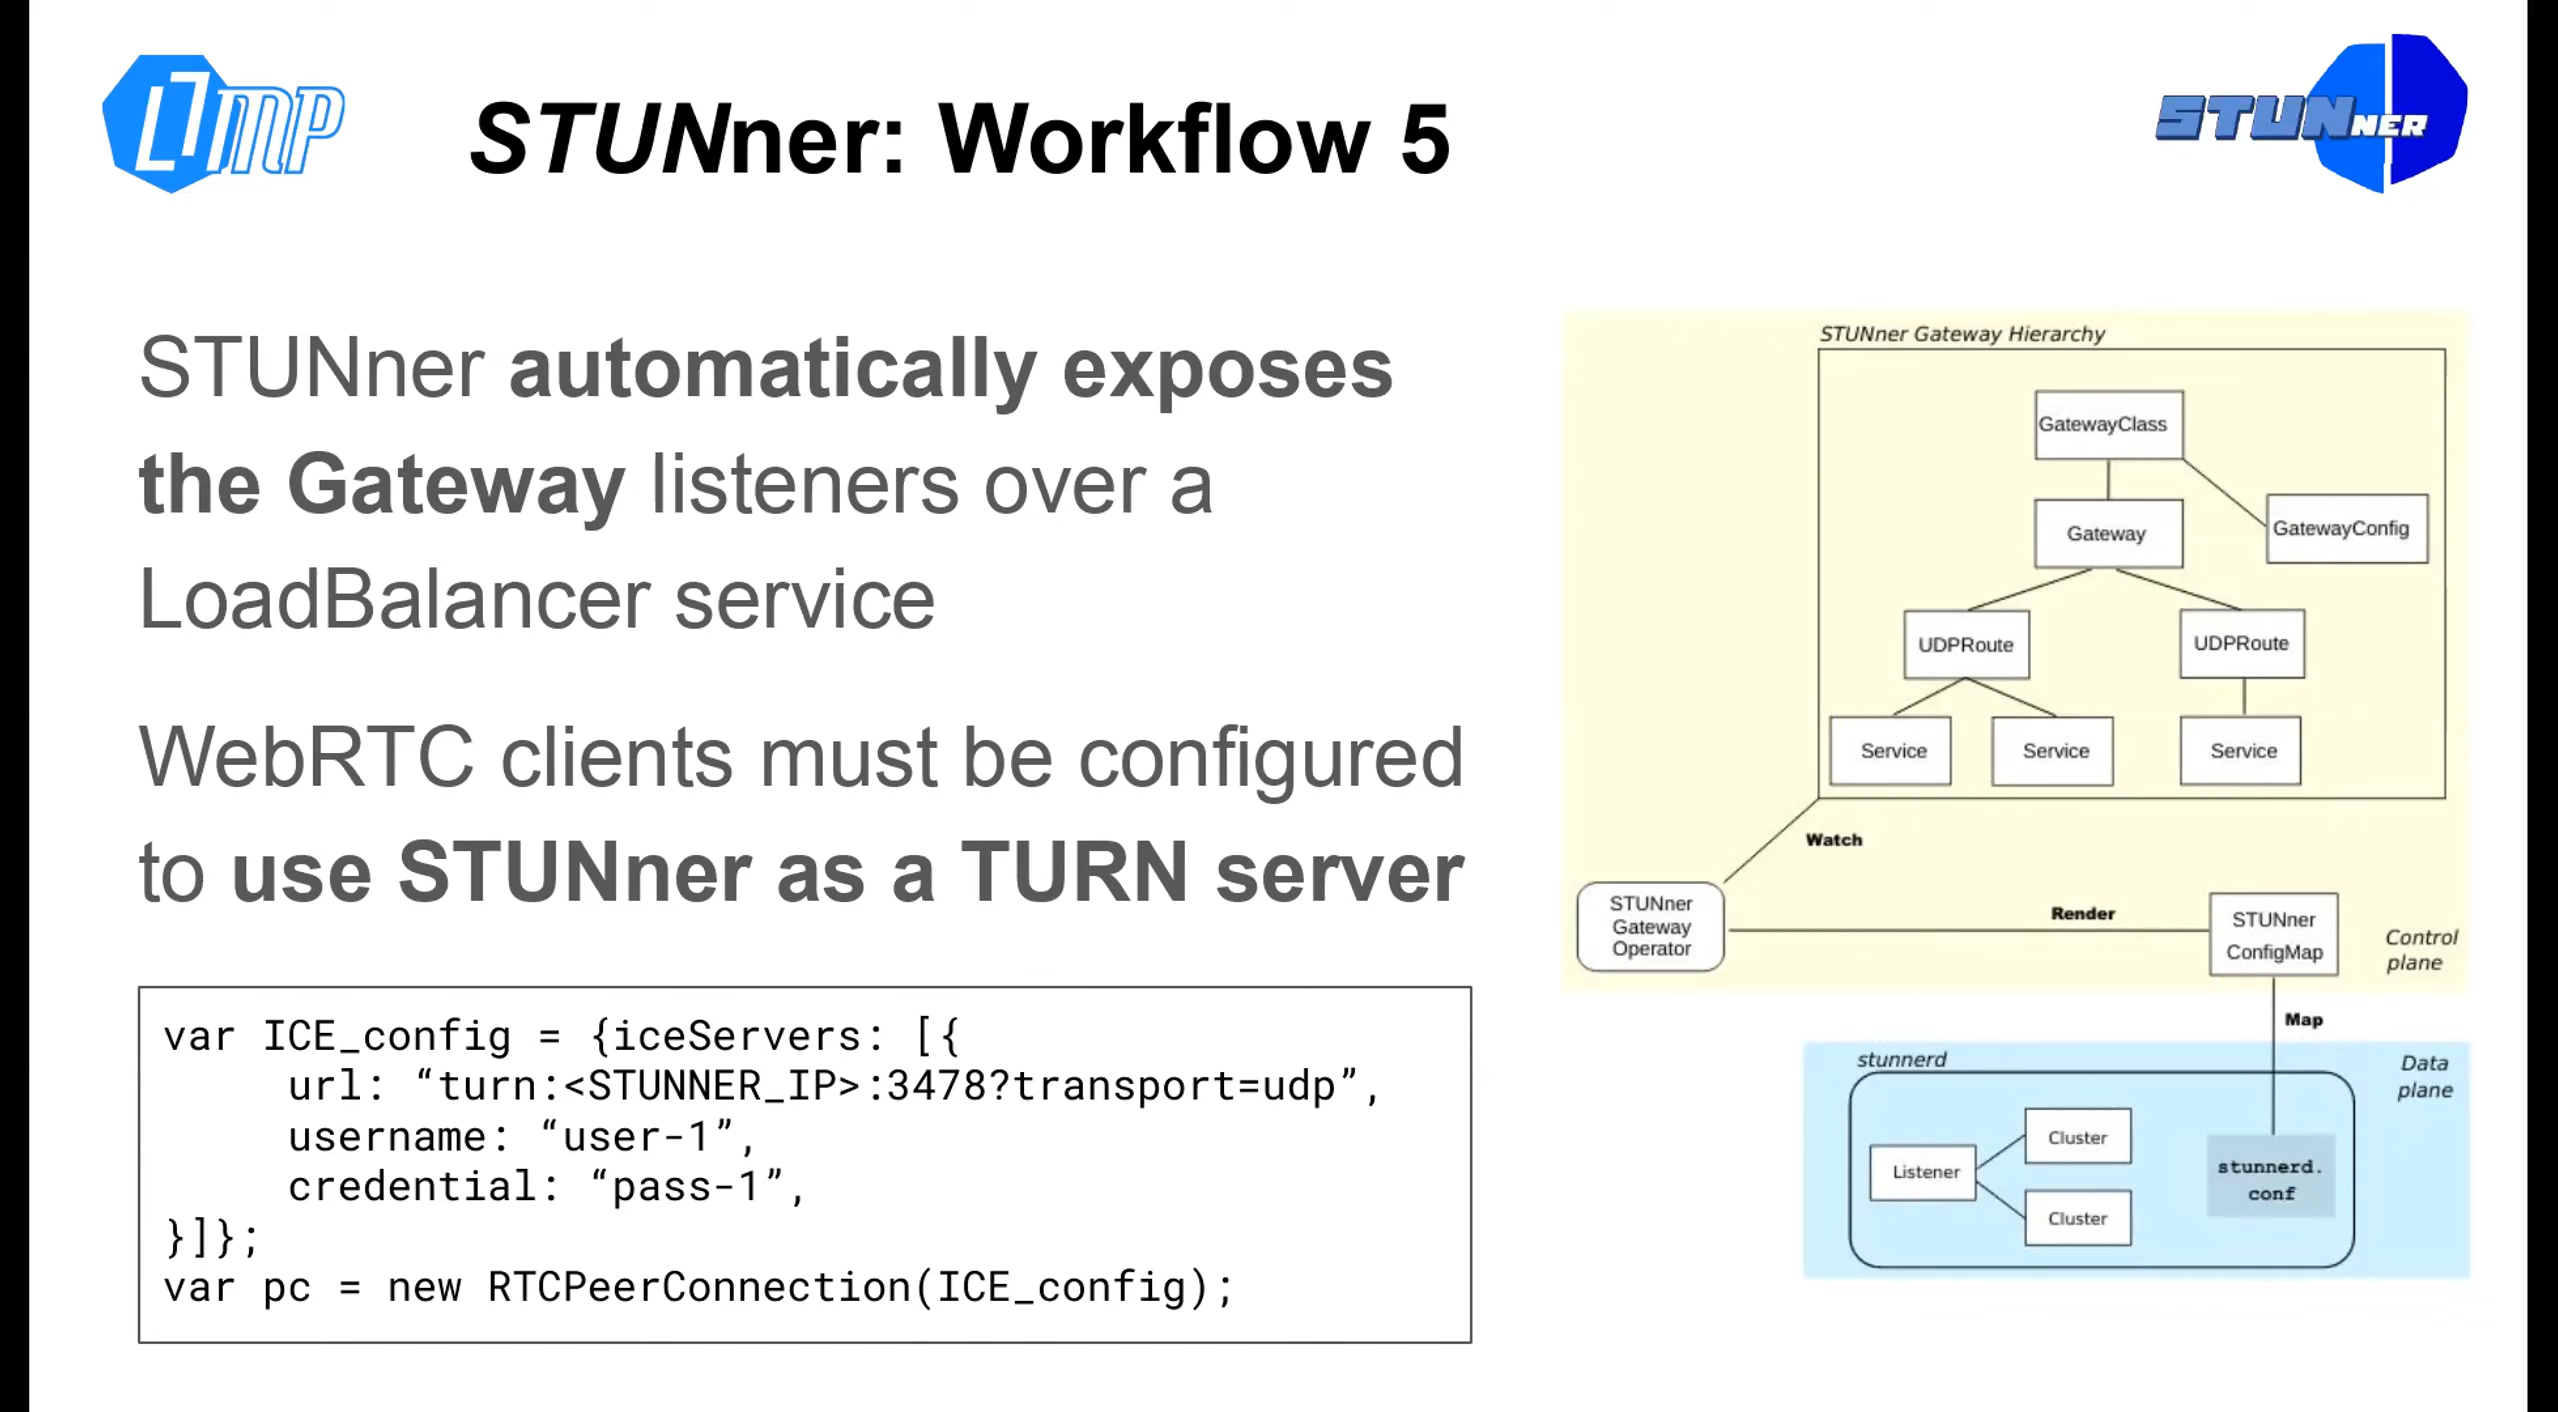 L7mp
STUNner: Workflow 5
STUNNER
STUNner automatically exposes
the Gateway listeners over a
LoadBalancer service
WebRTC clients must be configured
to use STUNner as a TURN server
var ICE_config = {iceServers: [{
     url: “turn:<STUNNER_IP>:3478?transport=udp”,
     username: “user-1”,
     credential: “pass-1”,
}]};
var pc = new RTCPeerConnection(ICE_config);
STUNner Gateway Hierarchy
GatewayClass
Gateway
GatewayConfig
UDPRoute
UDPRoute
Service
Service
Service
Watch
STUNner
Gateway
Operator
Render
STUNner
ConfigMap
Control
plane
Map
stunnerd
Data
plane
Listener
Cluster
Cluster
stunnerd.
conf